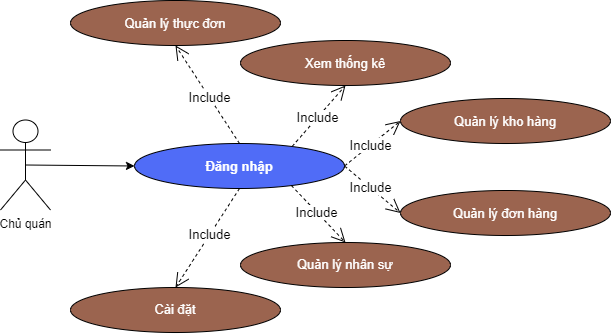 Quản lý thực đơn
Xem thống kê
Include
Include
Quản lý kho hàng
Include
Đăng nhập
Include
Quản lý đơn hàng
Chủ quán
Include
Include
Quản lý nhân sự
Cài đặt